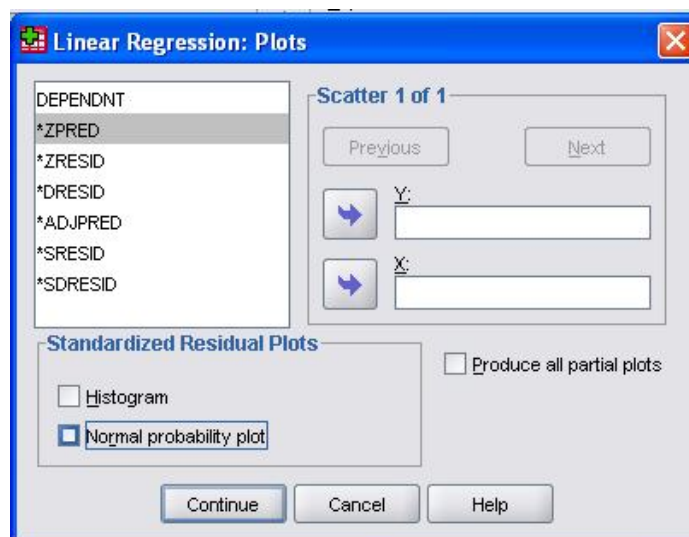 Linear Regression: Plots
DEPENDNT
*ZPRED
*ZRESID
*DRESID
*ADJPRED
*SRESID
*SDRESID
Scatter 1 of 1
Previous Next
Y:
X:
Standardized Residual Plots
Histogram
Normal probability plot
Produce all partial plots
Continue Cancel Help